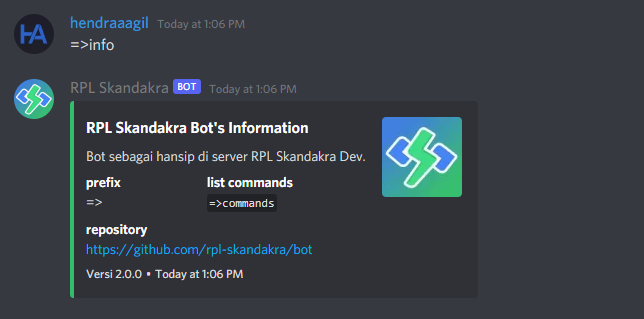 hendraaagil Today at 1:06 PM
=>info
RPL Skandakra BOT Today at 1:06 PM
RPL Skandakra Bot's Information
Bot sebagai hansip di server RPL Skandakra Dev.
prefix list commands
=> =>commands
repository
https://github.com/rpl-skandakra/bot
Versi 2.0.0 • Today at 1:06 PM